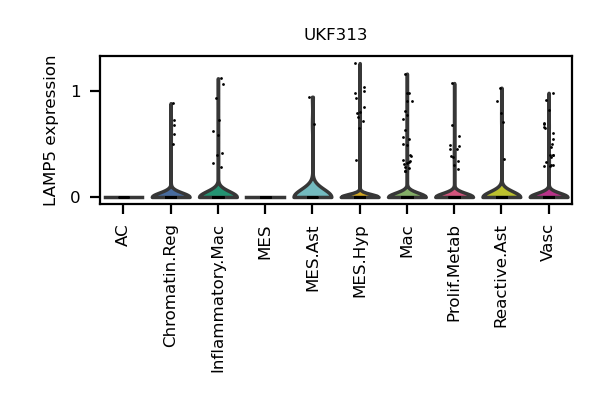 UKF313
LAMP5 expression
1
0
AC
Chromatin.Reg
Inflammatory.Mac
MES
MES.Ast
MES.Hyp
Mac
Prolif.Metab
Reactive.Ast
Vasc